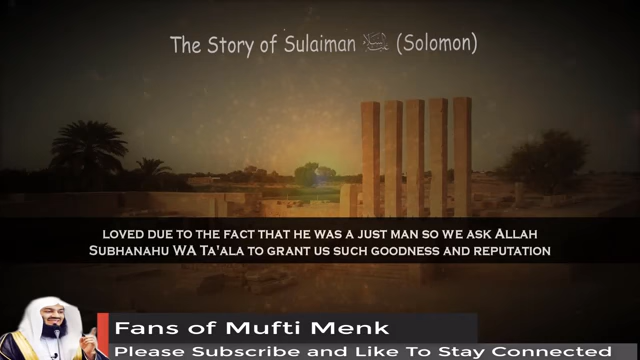 The Story of Sulaiman (Solomon)
LOVED DUE TO THE FACT THAT HE WAS A JUST MAN SO WE ASK ALLAH
SUBHANAHU WA TA'ALA TO GRANT US SUCH GOODNESS AND REPUTATION
Fans of Mufti Menk
Please Subscribe and Like To Stay Connected